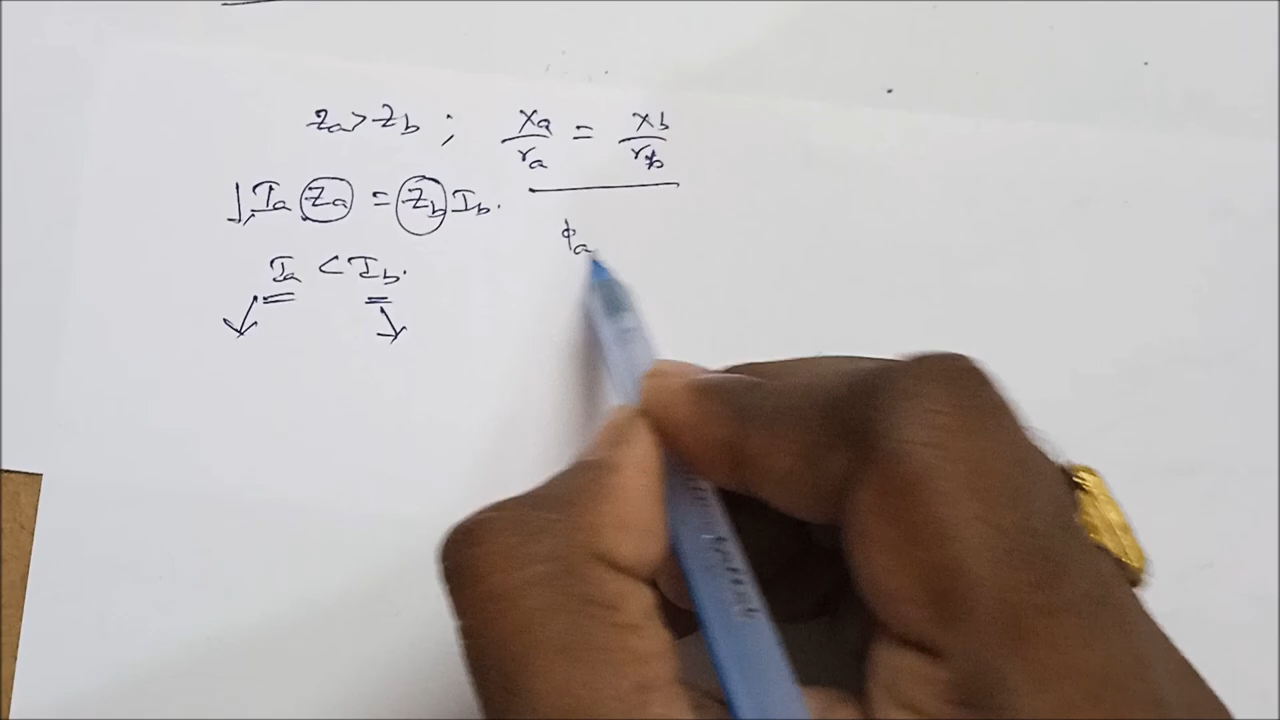 Za > Zb ; Xa/ra = Xb/rb
↓, Ia Za = Zb Ib.
ϕa
Ia < Ib.